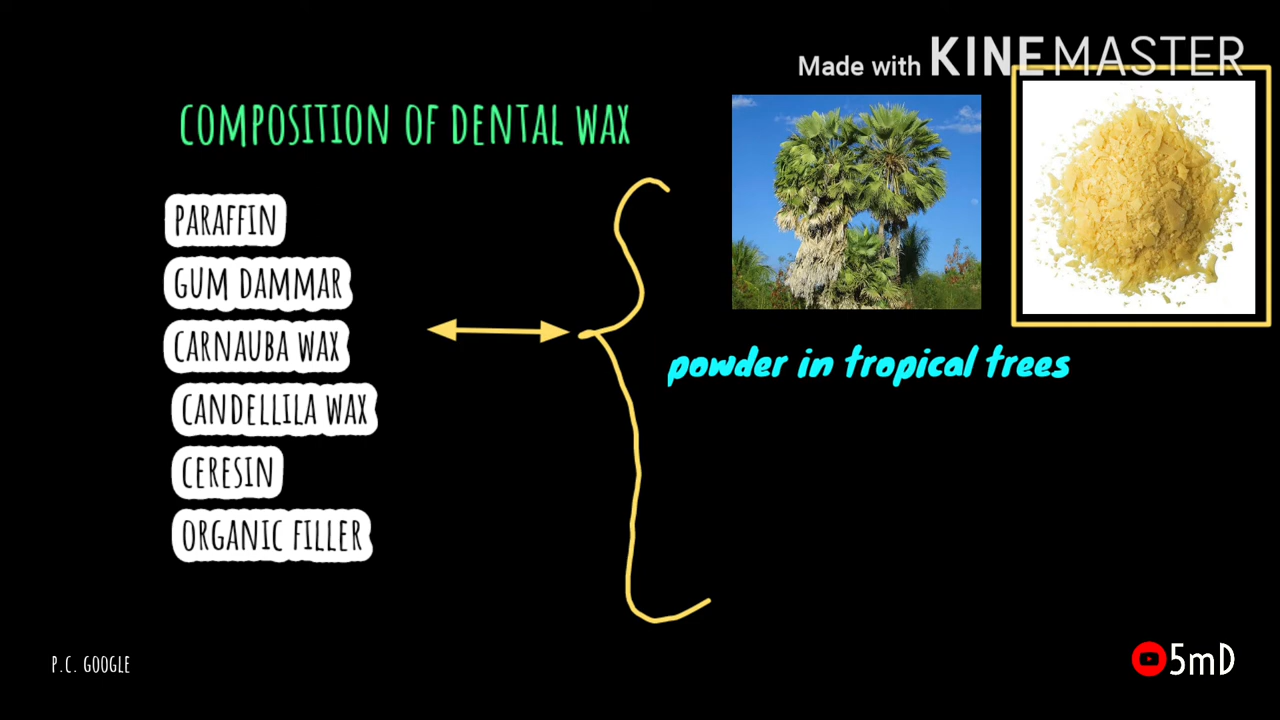 Made with KINEMASTER
COMPOSITION OF DENTAL WAX
PARAFFIN
GUM DAMMAR
CARNAUBA WAX
CANDELLILA WAX
CERESIN
ORGANIC FILLER
powder in tropical trees
P.C. GOOGLE
5mD